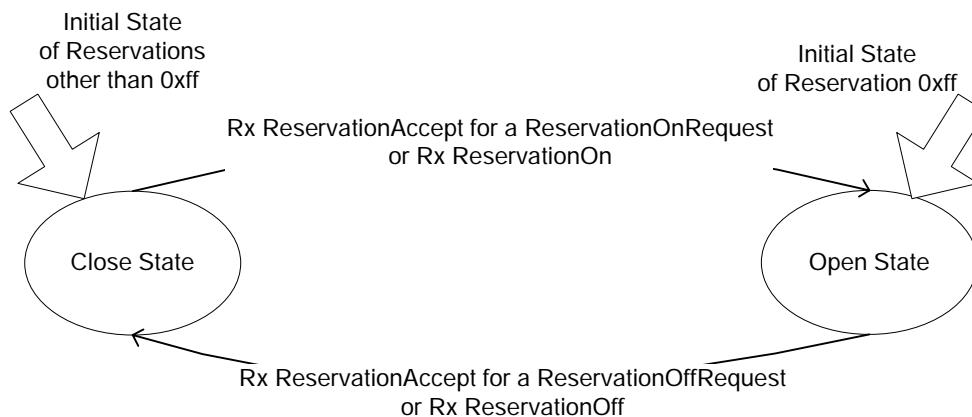 Initial State
of Reservations
other than 0xff
Initial State
of Reservation 0xff
Rx ReservationAccept for a ReservationOnRequest
or Rx ReservationOn
Close State
Open State
Rx ReservationAccept for a ReservationOffRequest
or Rx ReservationOff